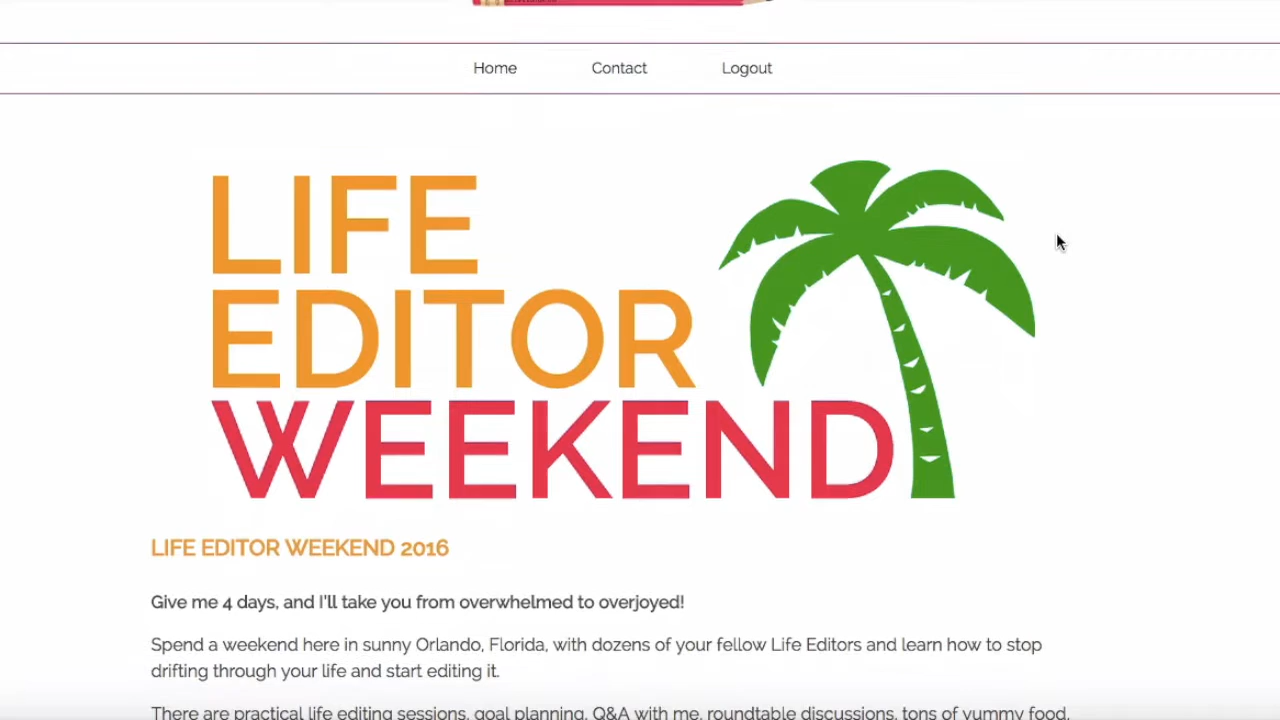 Home Contact Logout
LIFE
EDITOR
WEEKEND
LIFE EDITOR WEEKEND 2016
Give me 4 days, and I'll take you from overwhelmed to overjoyed!
Spend a weekend here in sunny Orlando, Florida, with dozens of your fellow Life Editors and learn how to stop
drifting through your life and start editing it.
There are practical life editing sessions, goal planning, Q&A with me, roundtable discussions, tons of yummy food,